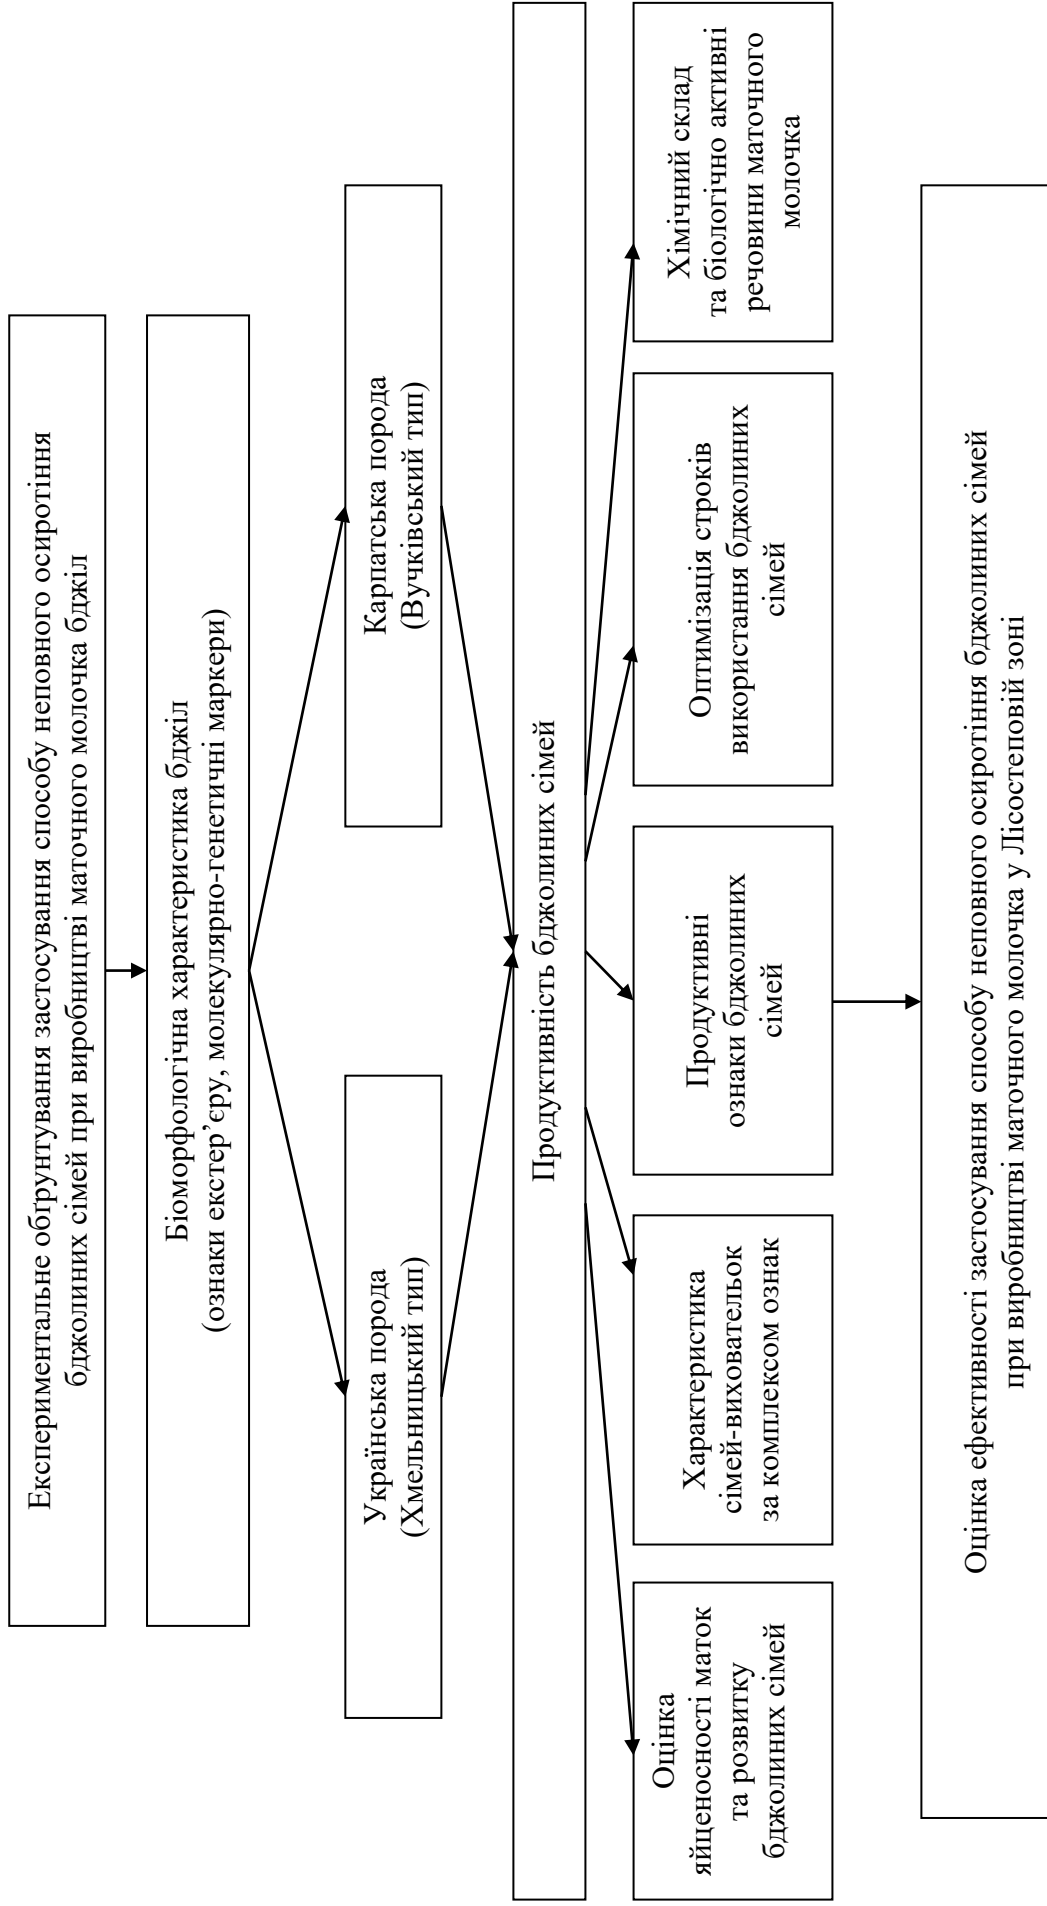 Експериментальне обґрунтування застосування способу неповного осиротіння
бджолиних сімей при виробництві маточного молочка бджіл
Біоморфологічна характеристика бджіл
(ознаки екстер’єру, молекулярно-генетичні маркери)
Українська порода
(Хмельницький тип)
Карпатська порода
(Вучківський тип)
Продуктивність бджолиних сімей
Оцінка
яйценосності маток
та розвитку
бджолиних сімей
Характеристика
сімей-вихователько
за комплексом ознак
Продуктивні
ознаки бджолиних
сімей
Оптимізація строків
використання бджолиних
сімей
Хімічний склад
та біологічно активні
речовини маточного
молочка
Оцінка ефективності застосування способу неповного осиротіння бджолиних сімей
при виробництві маточного молочка у Лісостеповій зоні